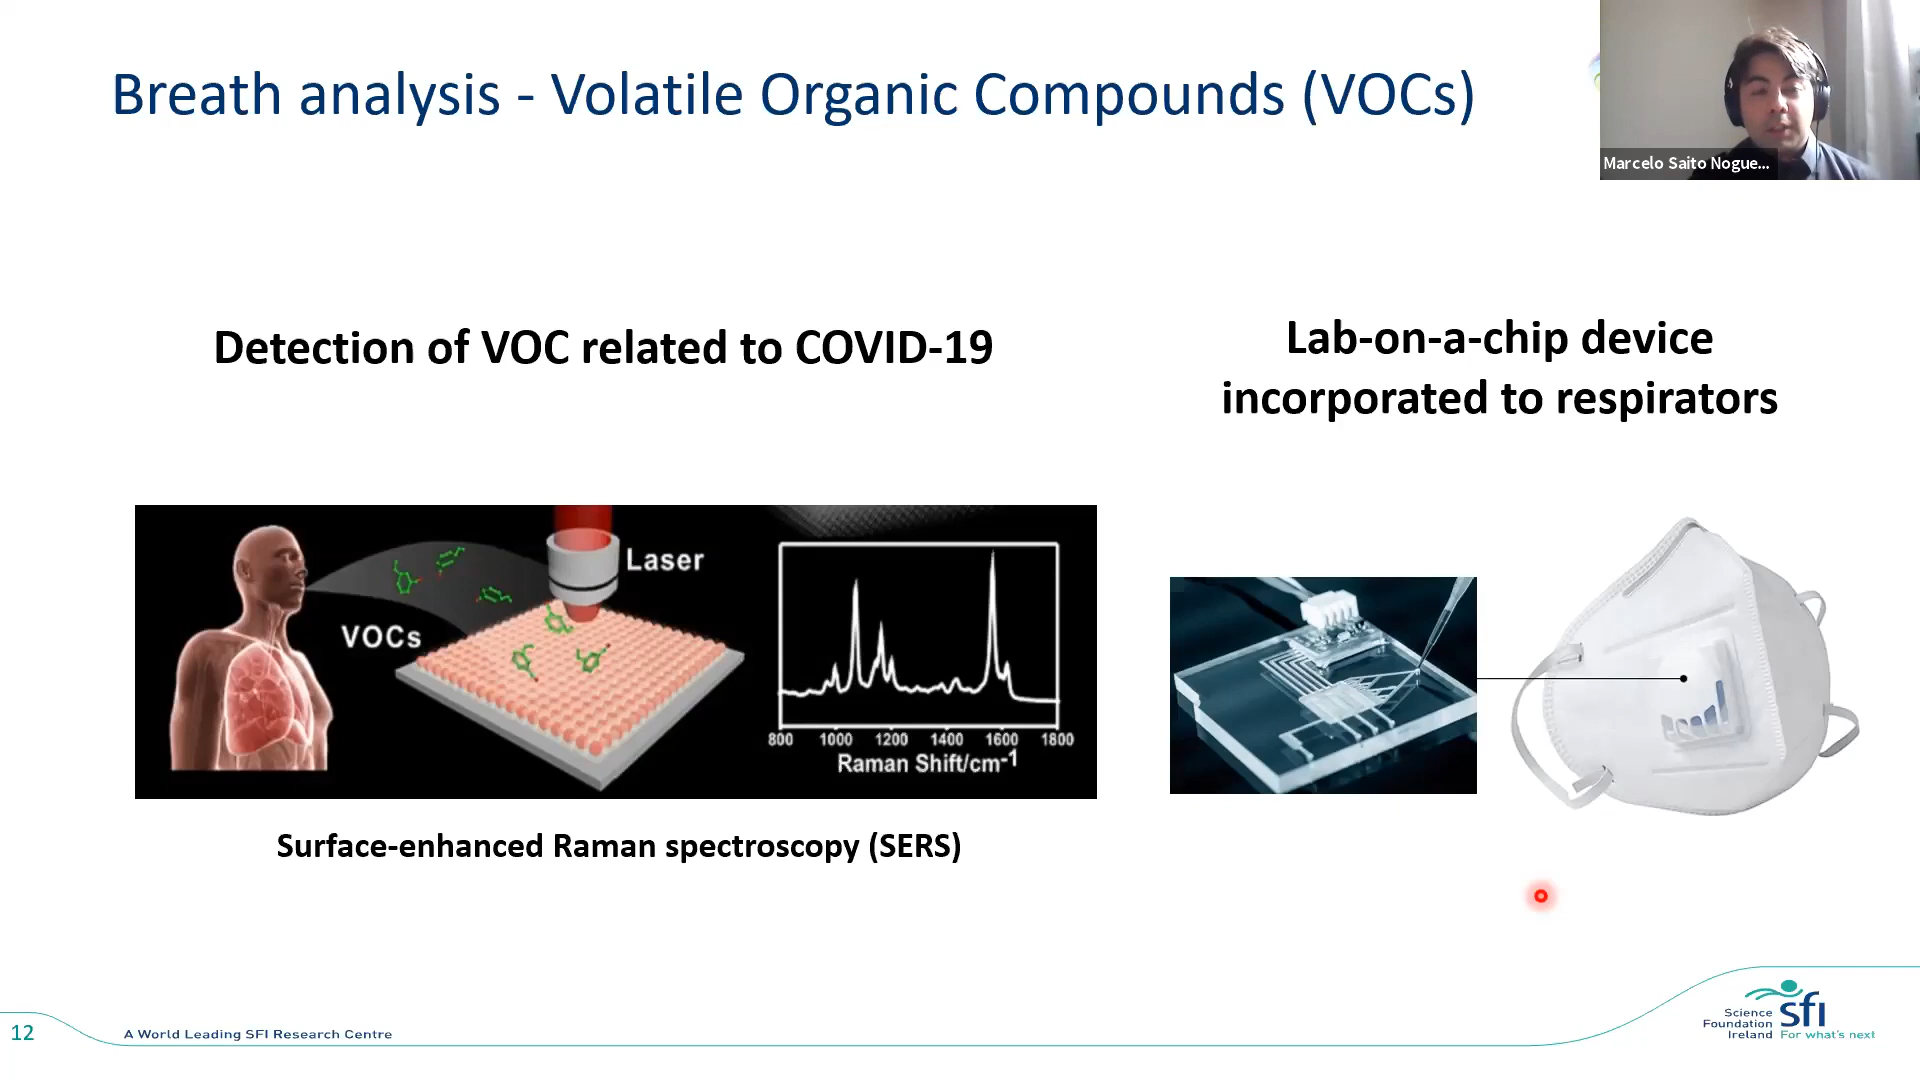 Breath analysis - Volatile Organic Compounds (VOCs)
Marcelo Saito Nogue...
Detection of VOC related to COVID-19
Lab-on-a-chip device
incorporated to respirators
Laser
VOCs
800 1000 1200 1400 1600 1800
Raman Shift/cm-1
Surface-enhanced Raman spectroscopy (SERS)
12
A World Leading SFI Research Centre
Science
Foundation
Ireland
sfi
For what's next